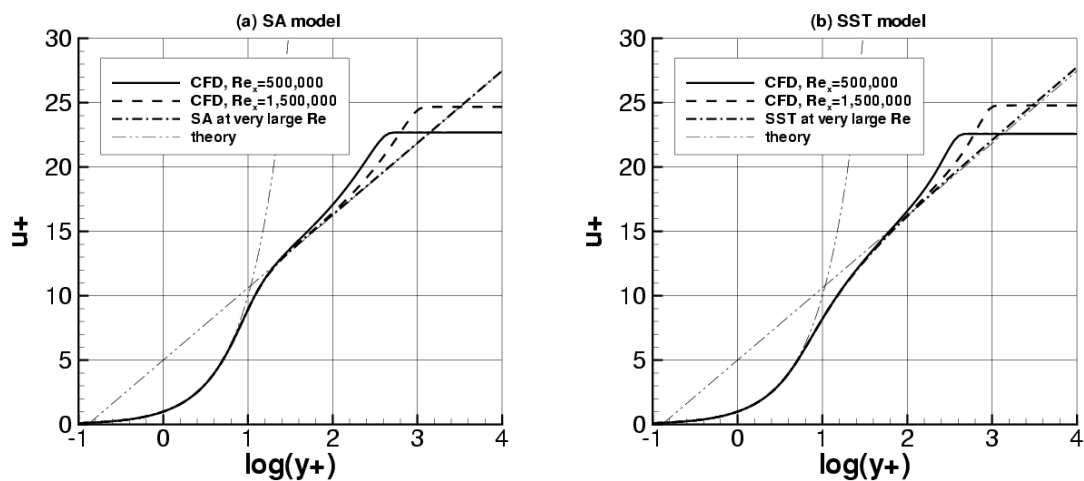 (a) SA model
30
25
20
15
10
5
0
u+
CFD, Reₓ=500,000
CFD, Reₓ=1,500,000
SA at very large Re
theory
-1 0 1 2 3 4
log(y+)
(b) SST model
30
25
20
15
10
5
0
u+
CFD, Reₓ=500,000
CFD, Reₓ=1,500,000
SST at very large Re
theory
-1 0 1 2 3 4
log(y+)